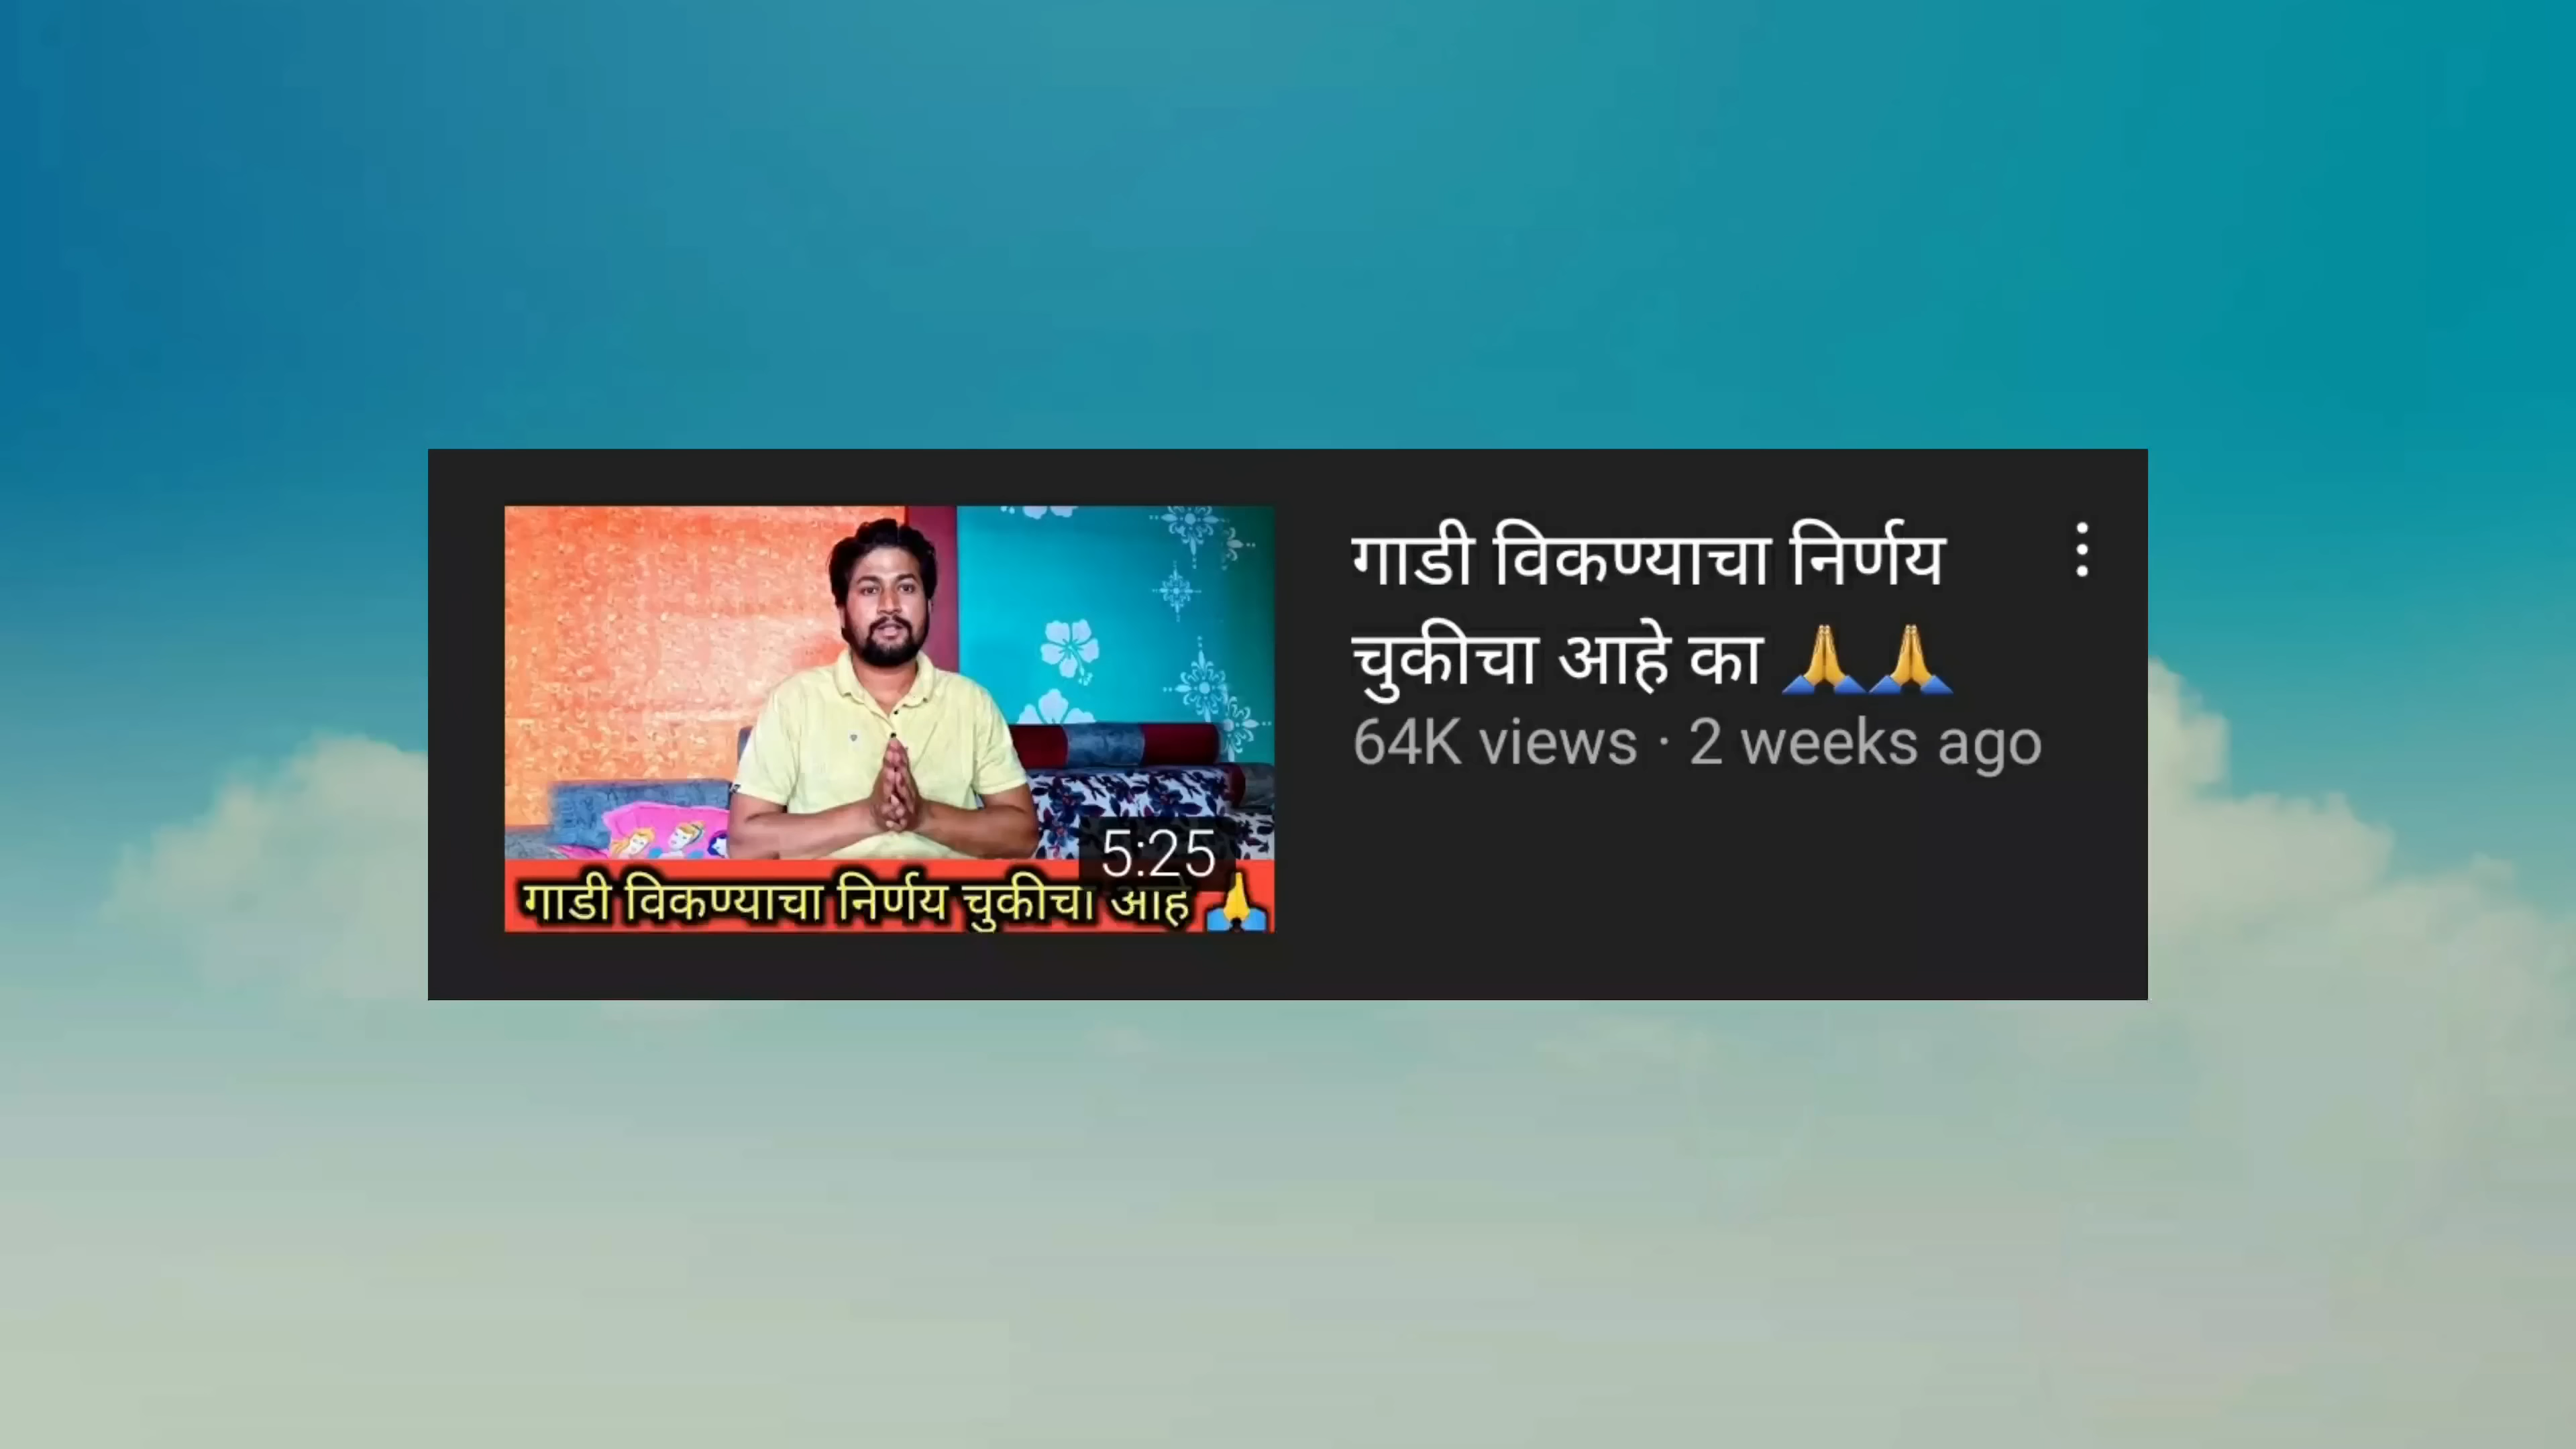 गाडी विकण्याचा निर्णय
चुकीचा आहे का 🙏🙏
64K views · 2 weeks ago
5:25
गाडी विकण्याचा निर्णय चुकीचा आहे 🙏